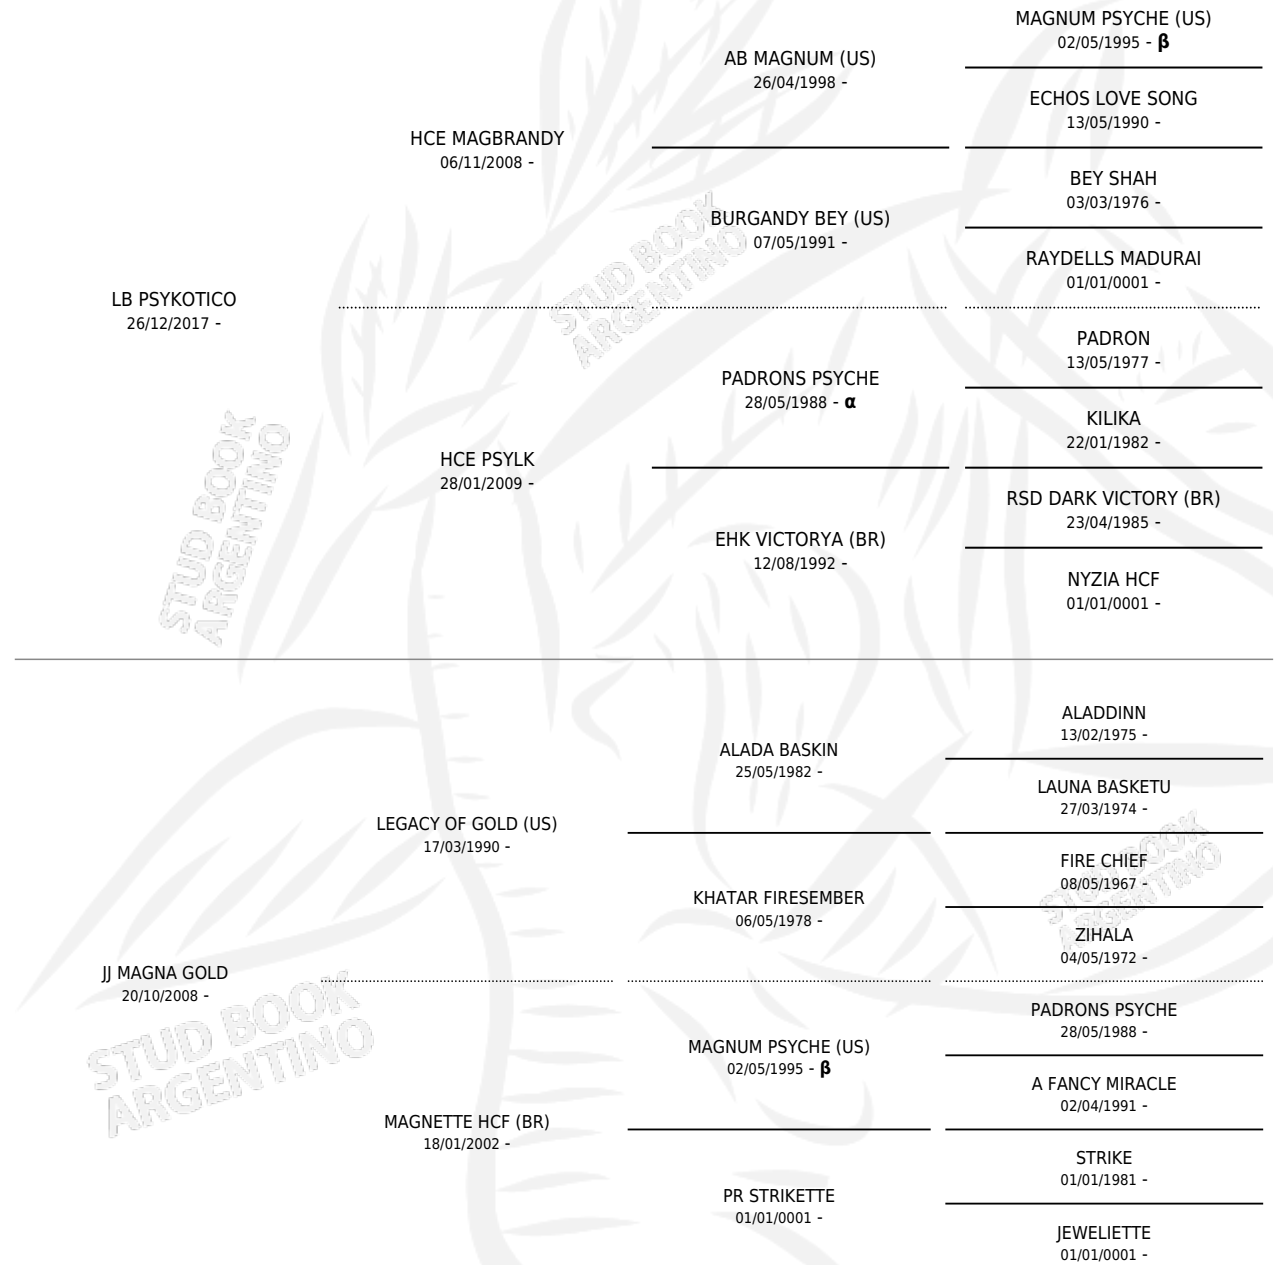 MAGNUM PSYCHE (US)
02/05/1995 - β
AB MAGNUM (US)
26/04/1998 -
ECHOS LOVE SONG
13/05/1990 -
HCE MAGBRANDY
06/11/2008 -
BEY SHAH
03/03/1976 -
BURGANDY BEY (US)
07/05/1991 -
RAYDELLS MADURAI
01/01/0001 -
LB PSYKOTICO
26/12/2017 -
PADRON
13/05/1977 -
PADRONS PSYCHE
28/05/1988 - α
KILIKA
22/01/1982 -
HCE PSYLK
28/01/2009 -
RSD DARK VICTORY (BR)
23/04/1985 -
EHK VICTORYA (BR)
12/08/1992 -
NYZIA HCF
01/01/0001 -
STUD BOOK
ARGENTINO
STUD BOOK
ARGENTINO
ALADDINN
13/02/1975 -
ALADA BASKIN
25/05/1982 -
LAUNA BASKETU
27/03/1974 -
LEGACY OF GOLD (US)
17/03/1990 -
FIRE CHIEF
08/05/1967 -
KHATAR FIRESEMBER
06/05/1978 -
ZIHALA
04/05/1972 -
JJ MAGNA GOLD
20/10/2008 -
PADRONS PSYCHE
28/05/1988 -
MAGNUM PSYCHE (US)
02/05/1995 - β
A FANCY MIRACLE
02/04/1991 -
MAGNETTE HCF (BR)
18/01/2002 -
STRIKE
01/01/1981 -
PR STRIKETTE
01/01/0001 -
JEWELIETTE
01/01/0001 -
STUD BOOK
ARGENTINO
STUD BOOK
ARGENTINO